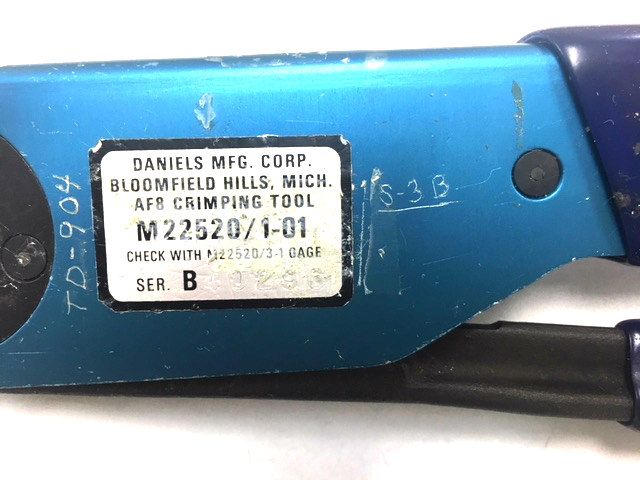 DANIELS MFG. CORP.
BLOOMFIELD HILLS, MICH.
AF8 CRIMPING TOOL
M22520/1-01
CHECK WITH M22520/3-1 GAGE
SER. B
TD-904
S-3B